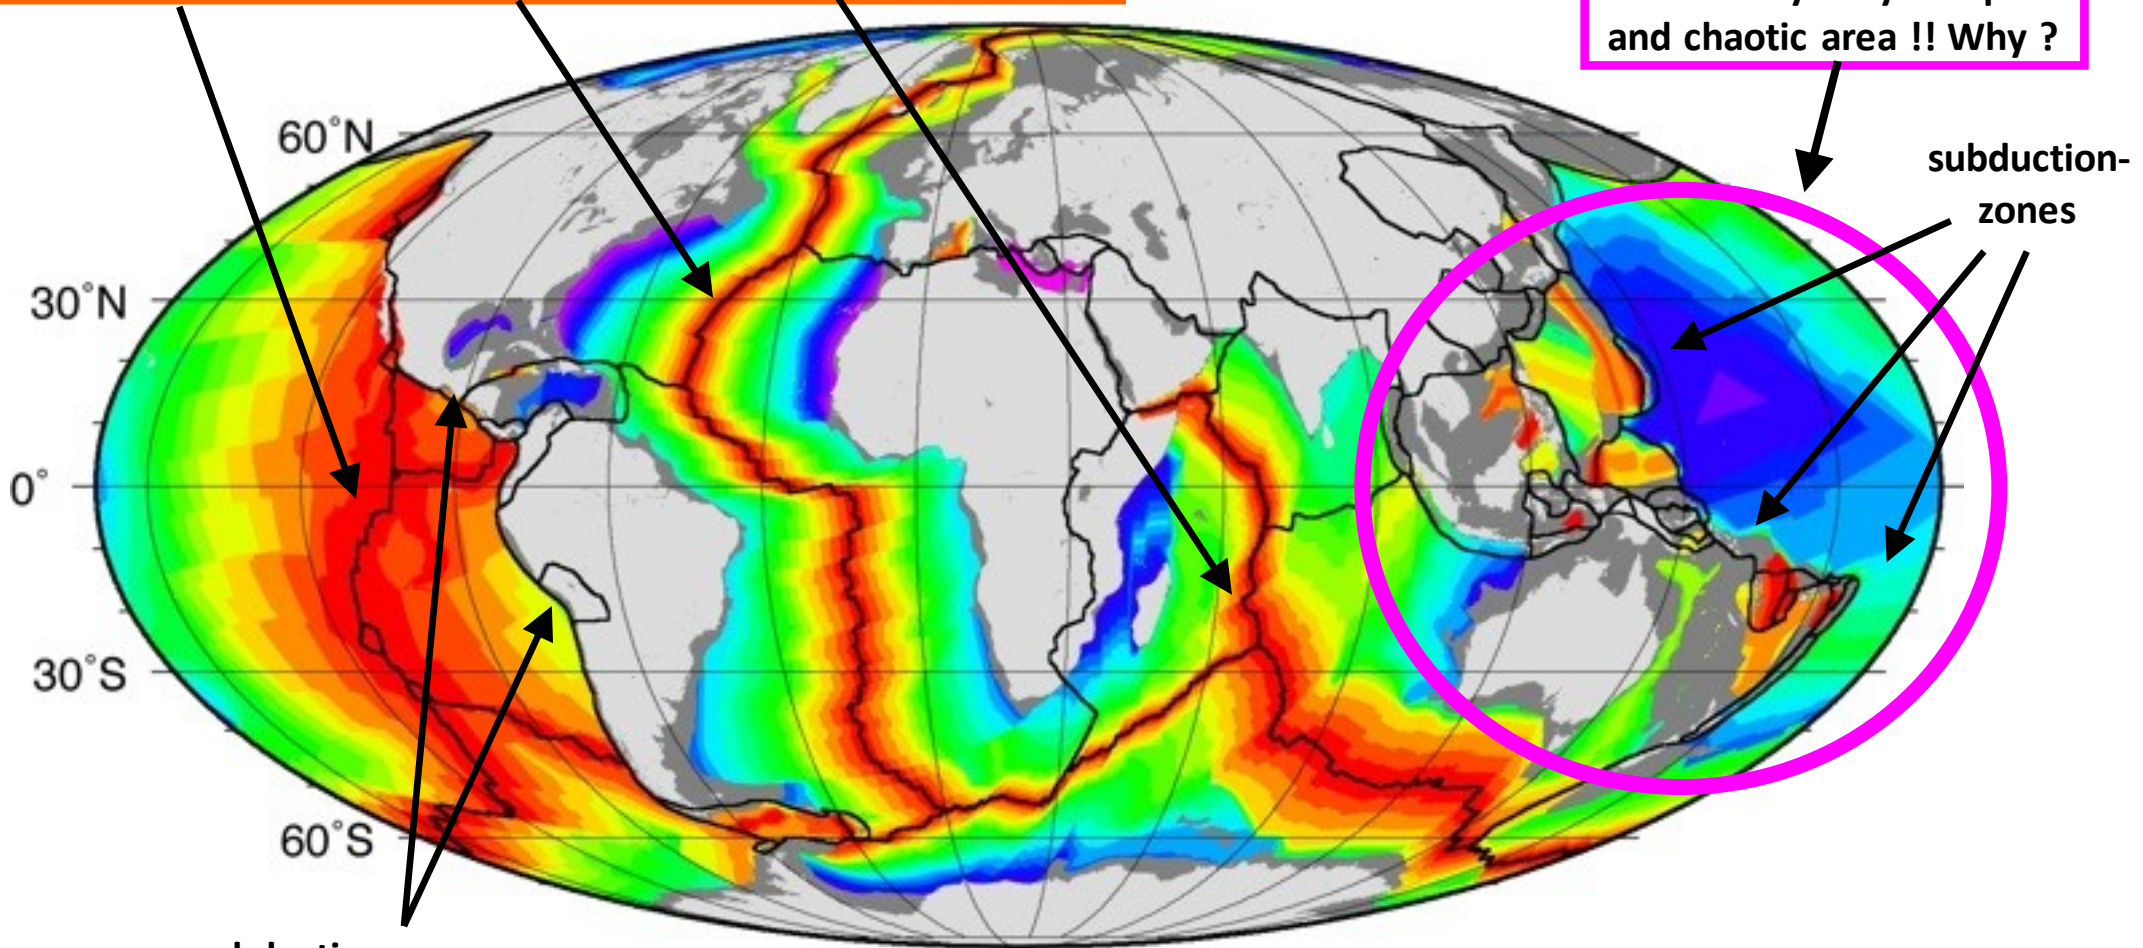 and chaotic area !! Why ?
subduction-
zones
60°N
30°N
0°
30°S
60°S